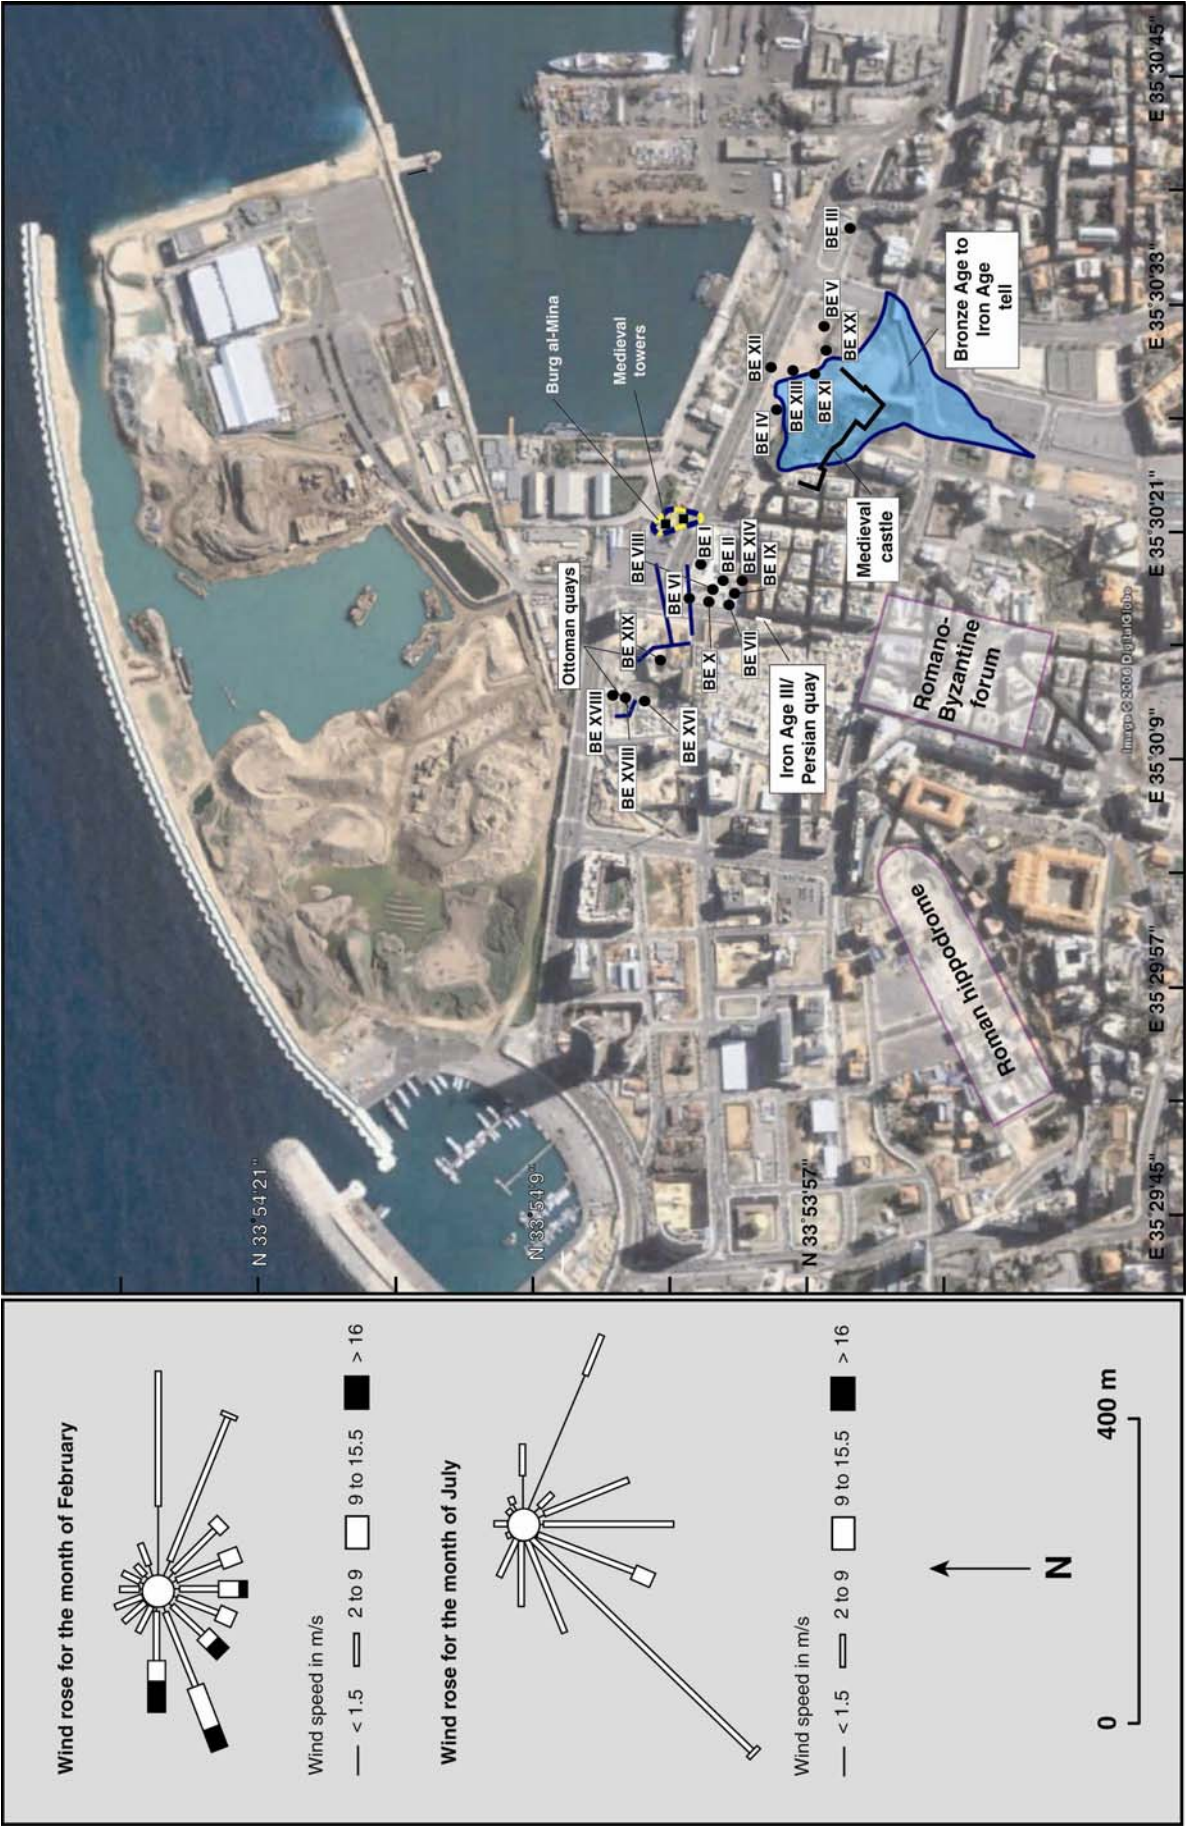 Wind rose for the month of February
Wind speed in m/s
< 1.5
2 to 9
9 to 15.5
> 16
Wind rose for the month of July
Wind speed in m/s
< 1.5
2 to 9
9 to 15.5
> 16
N
0
400 m
N 33°54'21"
N 33°54'9"
N 33°53'57"
E 35°29'45"
E 35°29'57"
E 35°30'9"
E 35°30'21"
E 35°30'33"
E 35°30'45"
Burg al-Mina
Medieval
towers
Ottoman quays
BE XVIII
BE XVIII
BE XVI
BE XIX
BE VIII
BE VI
BE I
BE II
BE XIV
BE IX
BE X
BE VII
Iron Age III/
Persian quay
BE IV
BE XII
BE XIII
BE XI
BE XX
BE V
BE III
Medieval
castle
Bronze Age to
Iron Age
tell
Romano-
Byzantine
forum
Roman hippodrome
Image © 2006 DigitalGlobe